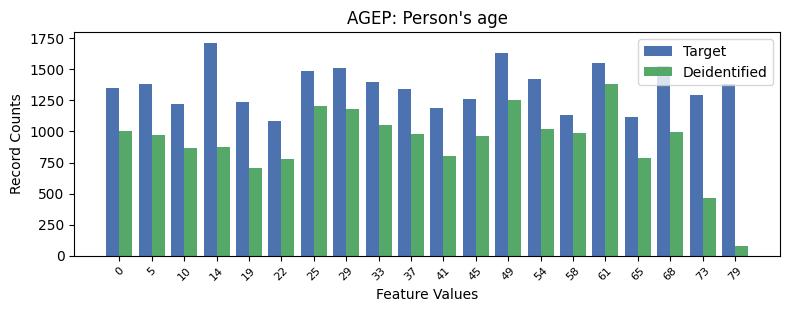 AGEP: Person's age
Target
Deidentified
Record Counts
1750
1500
1250
1000
750
500
250
0
0 5 10 14 19 22 25 29 33 37 41 45 49 54 58 61 65 68 73 79
Feature Values